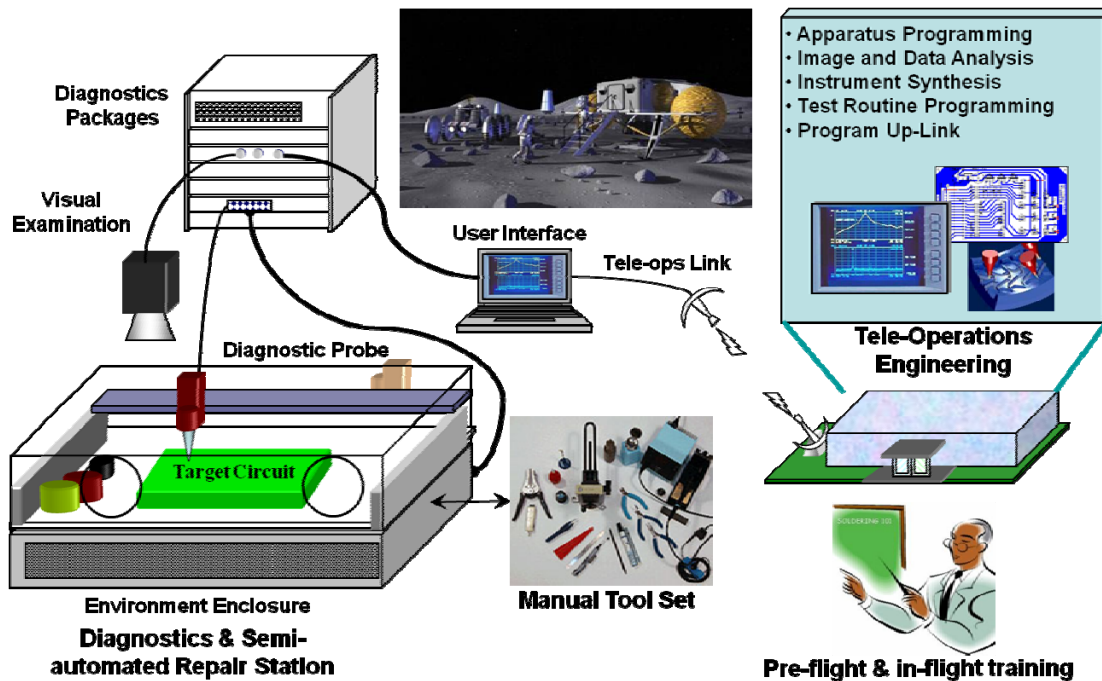 Diagnostics
Packages
Visual
Examination
User Interface
Tele-ops Link
Diagnostic Probe
Target Circuit
Environment Enclosure
Diagnostics & Semi-
automated Repair Station
Manual Tool Set
• Apparatus Programming
• Image and Data Analysis
• Instrument Synthesis
• Test Routine Programming
• Program Up-Link
Tele-Operations
Engineering
SOLDERING 101
Pre-flight & in-flight training